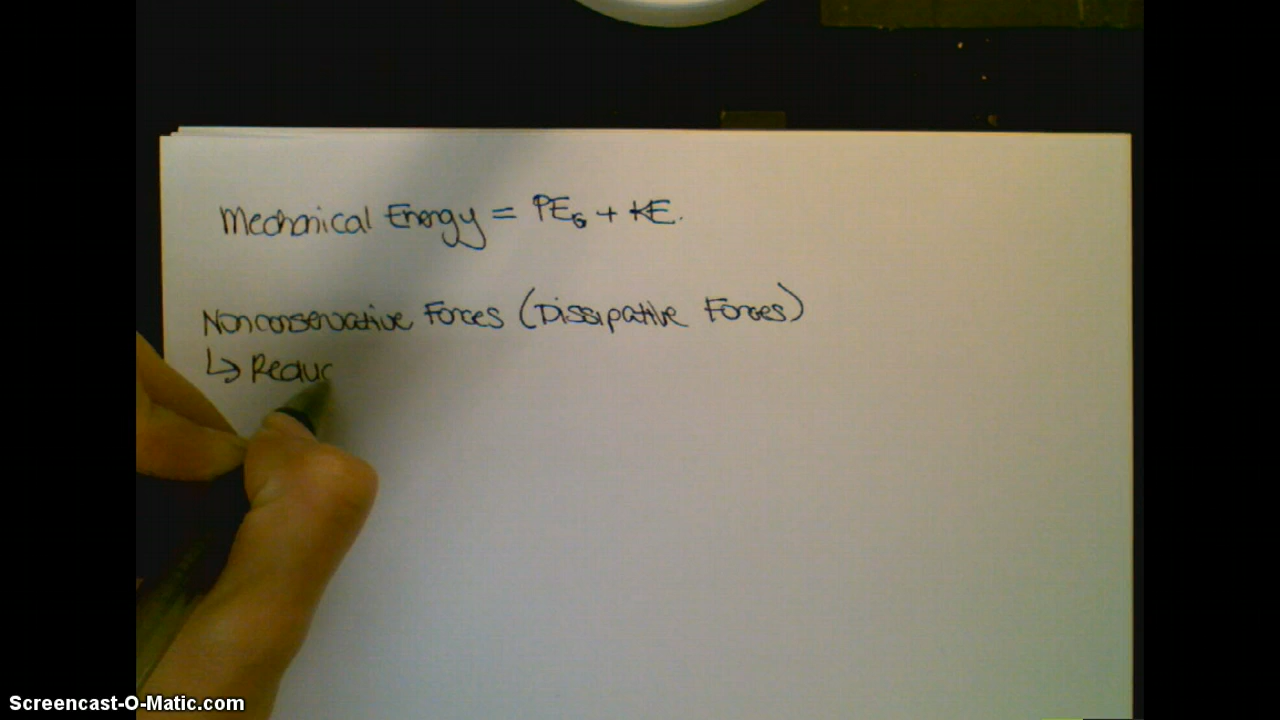 Mechanical Energy = PEG + KE.
Nonconservative Forces (Dissipative Forces)
↳ Reduc
Screencast-O-Matic.com